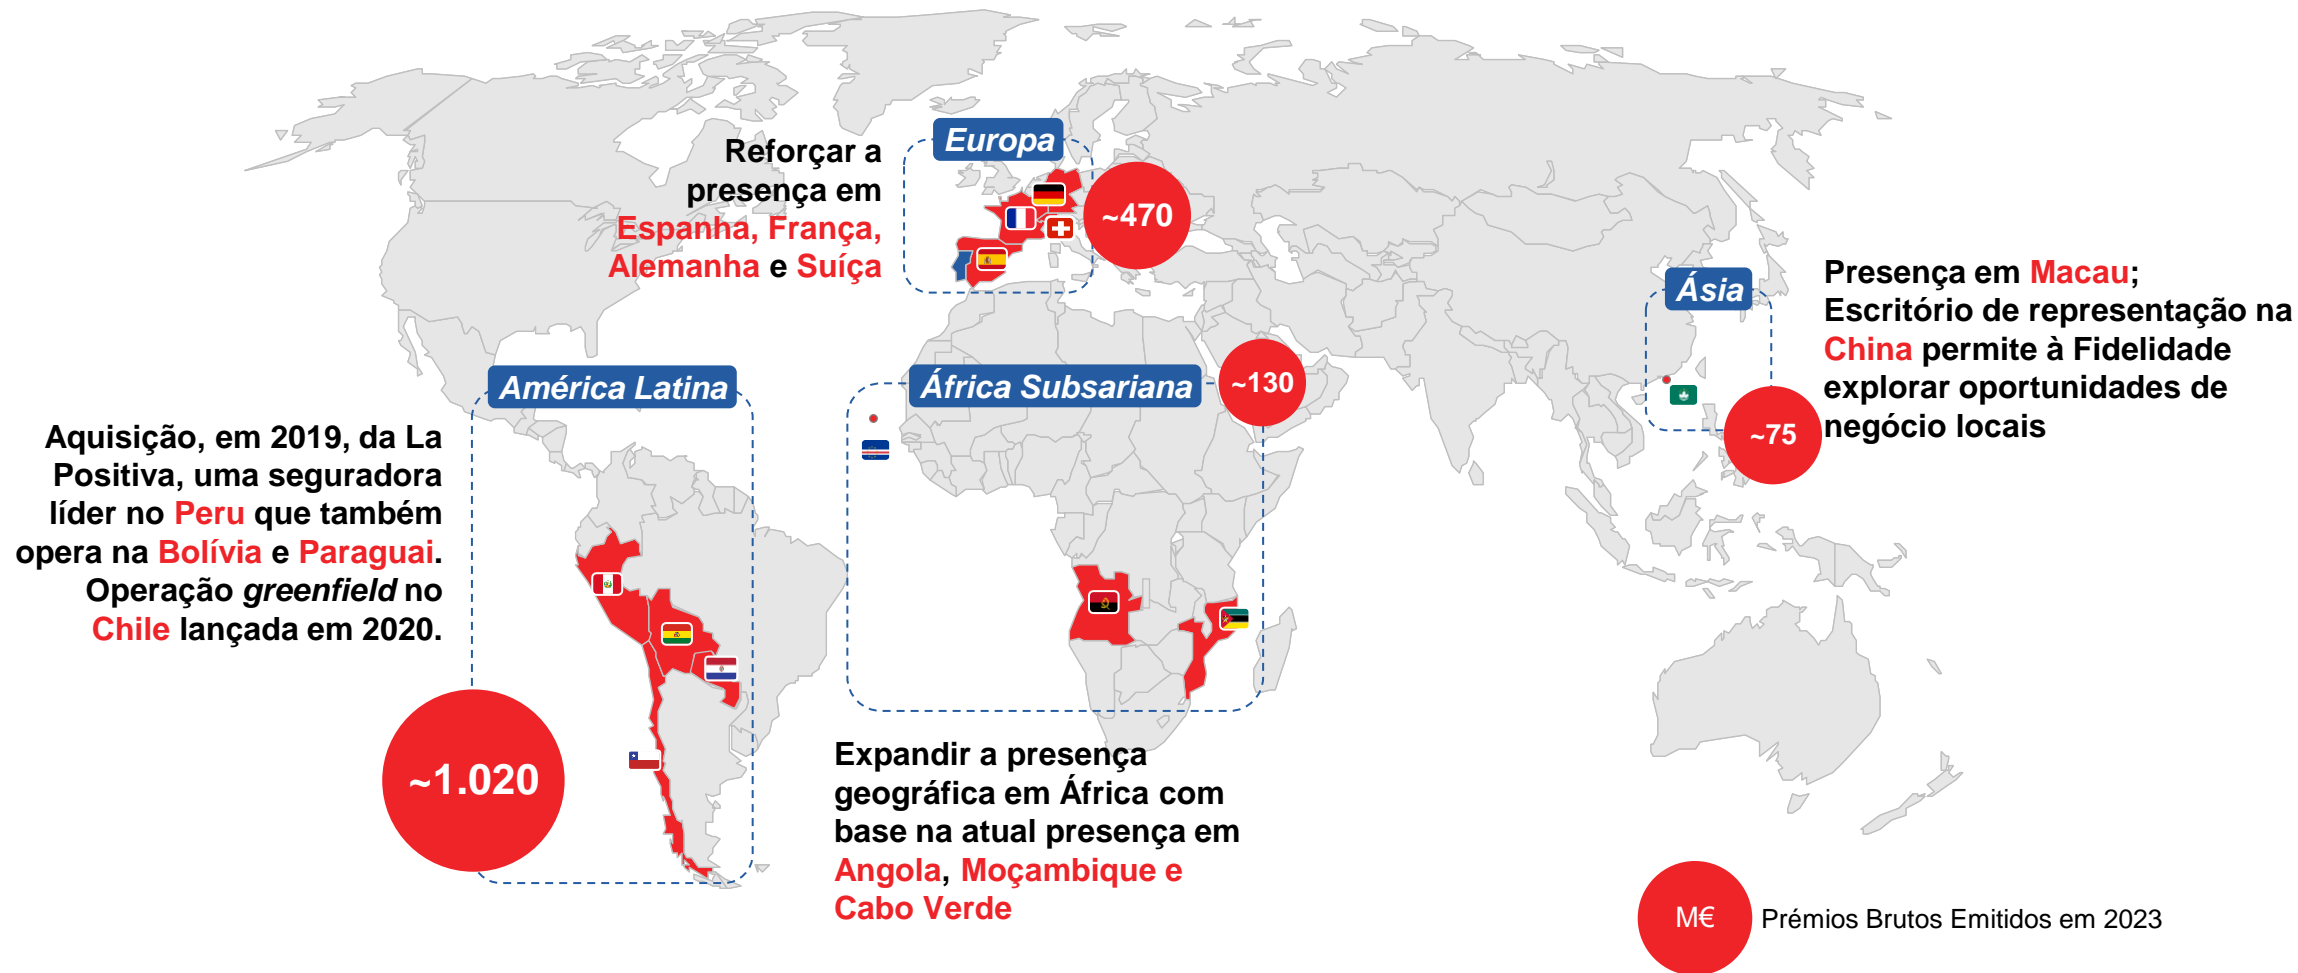 Europa
Reforçar a
presença em
Espanha, França,
Alemanha e Suíça
~470
Ásia
Presença em Macau;
Escritório de representação na
China permite à Fidelidade
explorar oportunidades de
negócio locais
~75
América Latina
Aquisição, em 2019, da La
Positiva, uma seguradora
líder no Peru que também
opera na Bolívia e Paraguai.
Operação greenfield no
Chile lançada em 2020.
~1.020
África Subsariana
~130
Expandir a presença
geográfica em África com
base na atual presença em
Angola, Moçambique e
Cabo Verde
M€
Prémios Brutos Emitidos em 2023